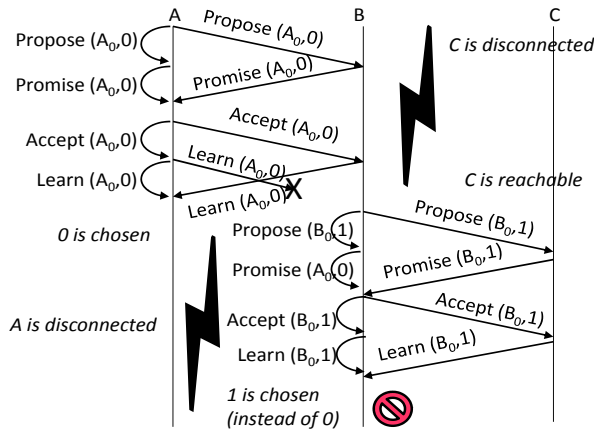 A
B
C
Propose (A0,0)
Propose (A0,0)
C is disconnected
Promise (A0,0)
Promise (A0,0)
Accept (A0,0)
Accept (A0,0)
Learn (A0,0)
Learn (A0,0)
Learn (A0,0)
X
C is reachable
0 is chosen
Propose (B0,1)
Propose (B0,1)
Promise (A0,0)
Promise (B0,1)
A is disconnected
Accept (B0,1)
Accept (B0,1)
Learn (B0,1)
Learn (B0,1)
1 is chosen
(instead of 0)